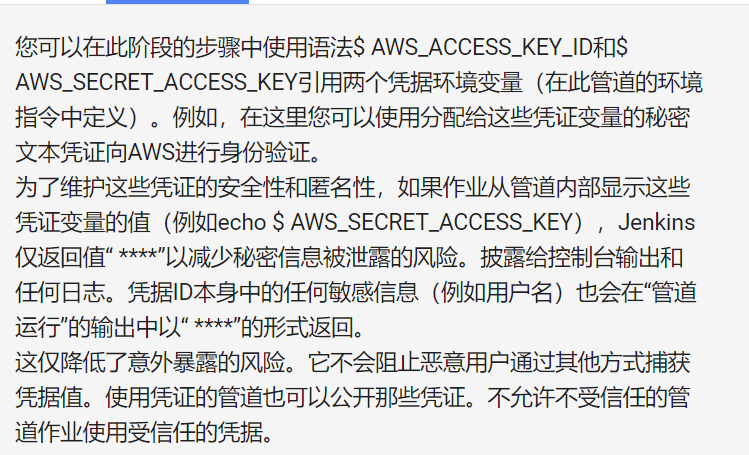 您可以在此阶段的步骤中使用语法$ AWS_ACCESS_KEY_ID和$
AWS_SECRET_ACCESS_KEY引用两个凭据环境变量（在此管道的环境
指令中定义）。例如，在这里您可以使用分配给这些凭证变量的秘密
文本凭证向AWS进行身份验证。
为了维护这些凭证的安全性和匿名性，如果作业从管道内部显示这些
凭证变量的值（例如echo $ AWS_SECRET_ACCESS_KEY），Jenkins
仅返回值“ ****”以减少秘密信息被泄露的风险。披露给控制台输出和
任何日志。凭据ID本身中的任何敏感信息（例如用户名）也会在“管道
运行”的输出中以“ ****”的形式返回。
这仅降低了意外暴露的风险。它不会阻止恶意用户通过其他方式捕获
凭据值。使用凭证的管道也可以公开那些凭证。不允许不受信任的管
道作业使用受信任的凭据。